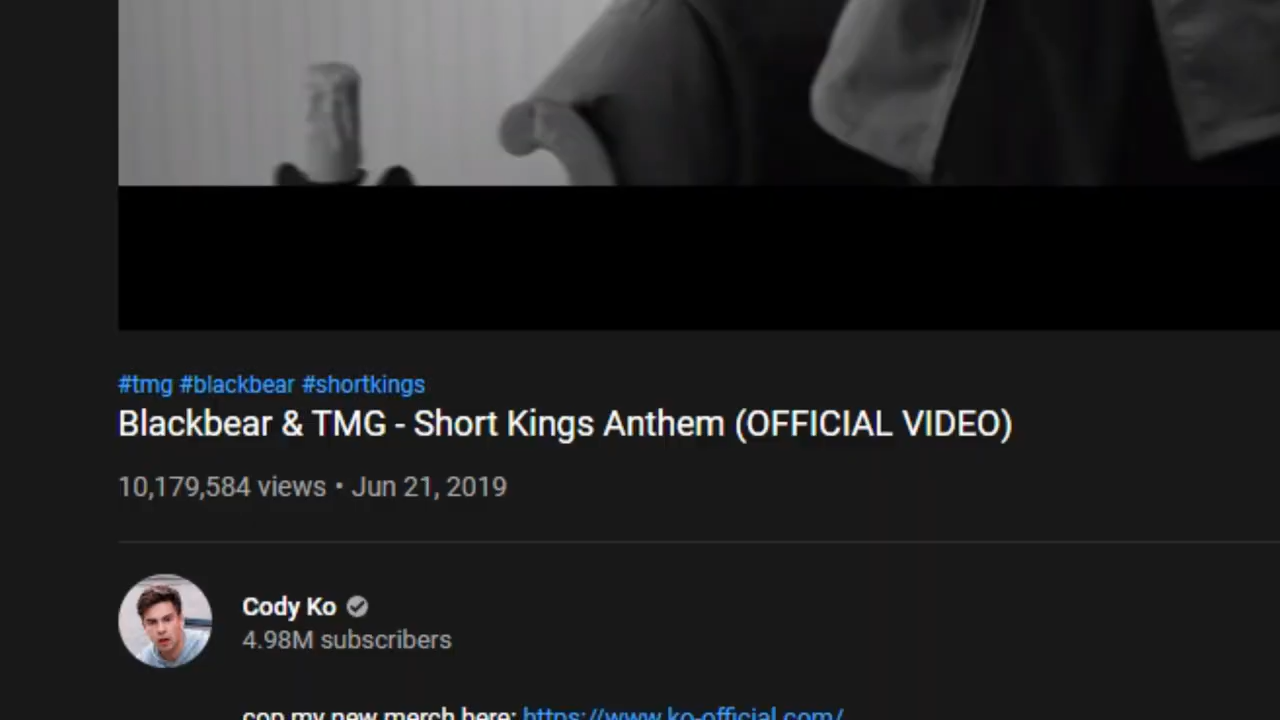 #tmg #blackbear #shortkings
Blackbear & TMG - Short Kings Anthem (OFFICIAL VIDEO)
10,179,584 views • Jun 21, 2019
Cody Ko
4.98M subscribers
cop my new merch here: https://www.ko-official.com/